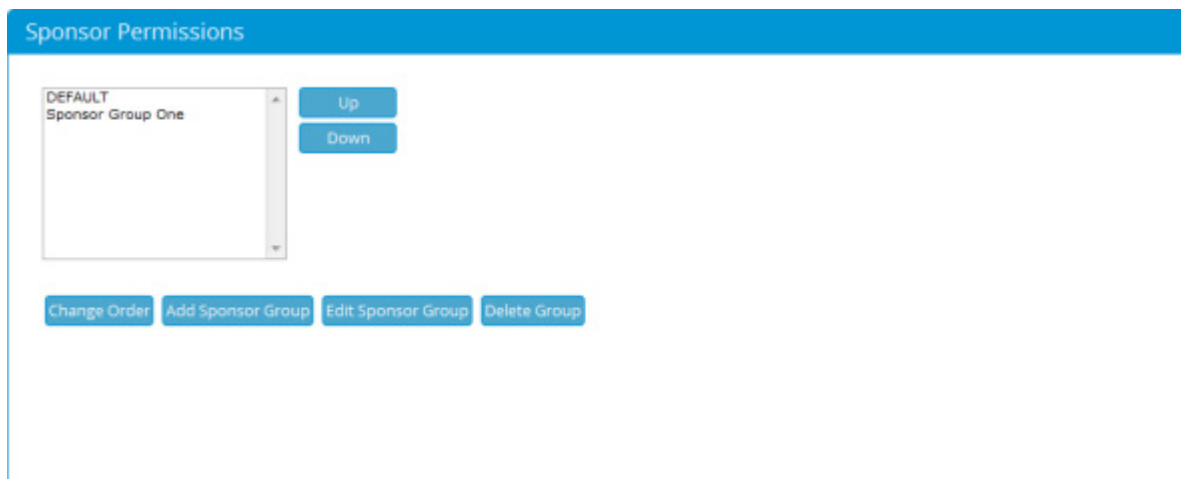 Sponsor Permissions
DEFAULT
Sponsor Group One
Up
Down
Change Order Add Sponsor Group Edit Sponsor Group Delete Group